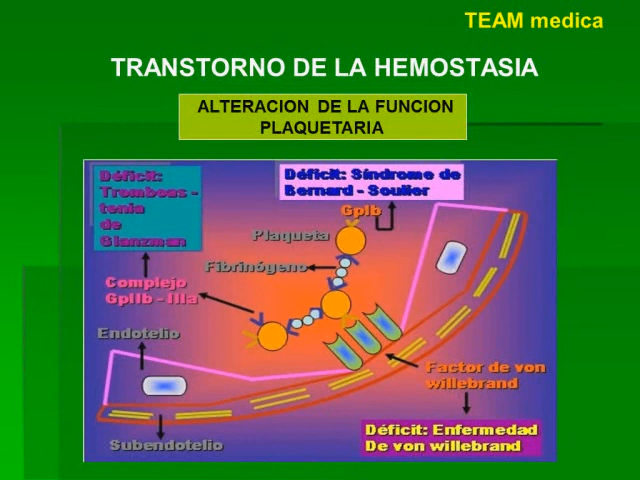 TEAM medica
TRANSTORNO DE LA HEMOSTASIA
ALTERACION DE LA FUNCION
PLAQUETARIA
Déficit:
Trombous -
tenia
de
Glanzman
Déficit: Síndrome de
Bernard - Soulier
GpIb
Plaqueta
Fibrinógeno
Complejo
GpIIb - IIIa
Endotelio
Factor de von
willebrand
Déficit: Enfermedad
De von willebrand
Subendotelio